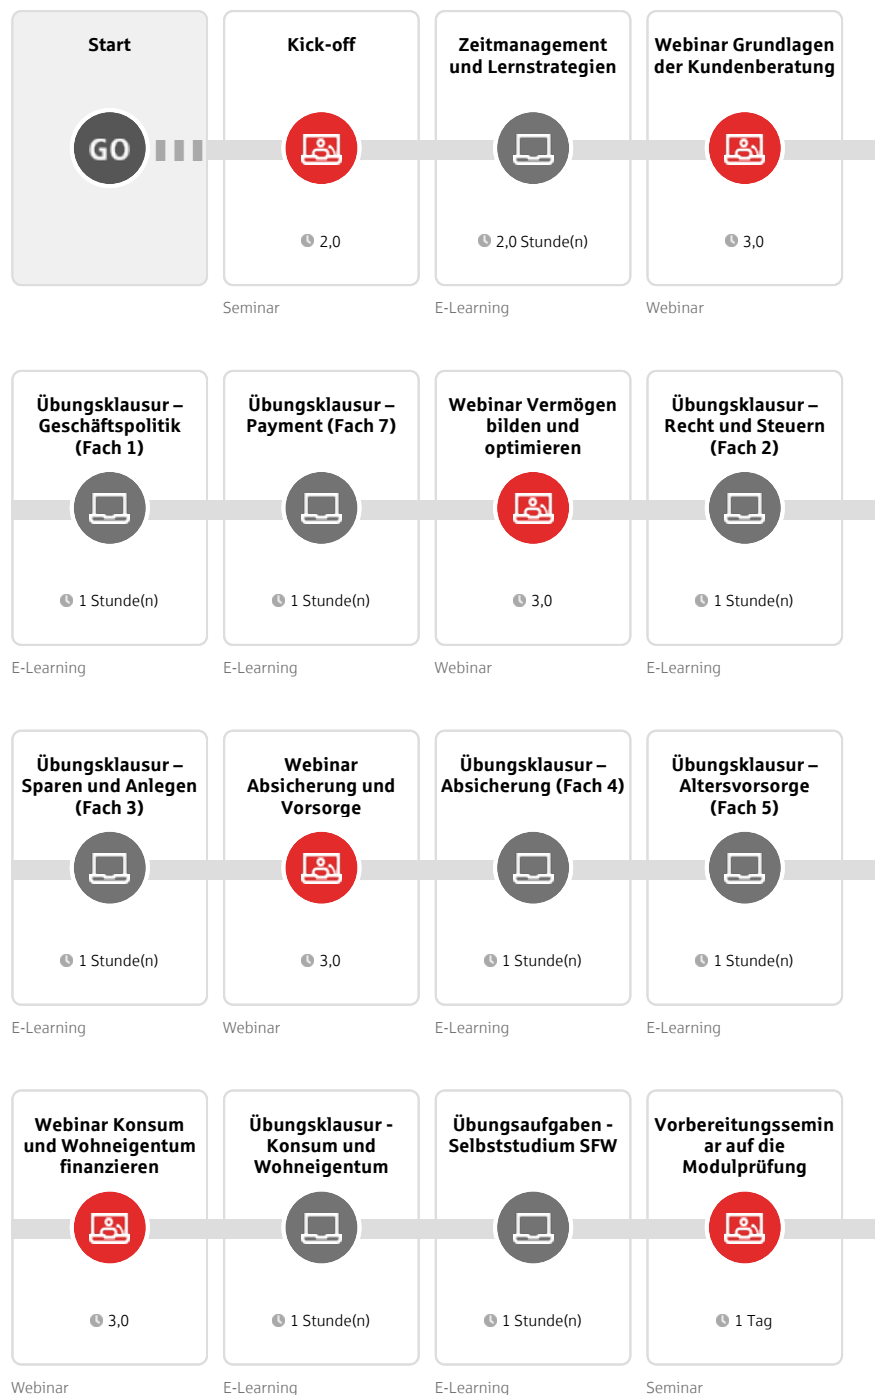 Start
GO
Kick-off
2,0
Seminar
Zeitmanagement
und Lernstrategien
2,0 Stunde(n)
E-Learning
Webinar Grundlagen
der Kundenberatung
3,0
Webinar
Übungsklausur –
Geschäftspolitik
(Fach 1)
1 Stunde(n)
E-Learning
Übungsklausur –
Payment (Fach 7)
1 Stunde(n)
E-Learning
Webinar Vermögen
bilden und
optimieren
3,0
Webinar
Übungsklausur –
Recht und Steuern
(Fach 2)
1 Stunde(n)
E-Learning
Übungsklausur –
Sparen und Anlegen
(Fach 3)
1 Stunde(n)
E-Learning
Webinar
Absicherung und
Vorsorge
3,0
Webinar
Übungsklausur –
Absicherung (Fach 4)
1 Stunde(n)
E-Learning
Übungsklausur –
Altersvorsorge
(Fach 5)
1 Stunde(n)
E-Learning
Webinar Konsum
und Wohneigentum
finanzieren
3,0
Webinar
Übungsklausur -
Konsum und
Wohneigentum
1 Stunde(n)
E-Learning
Übungsaufgaben -
Selbststudium SFW
1 Stunde(n)
E-Learning
Vorbereitungssemin
ar auf die
Modulprüfung
1 Tag
Seminar